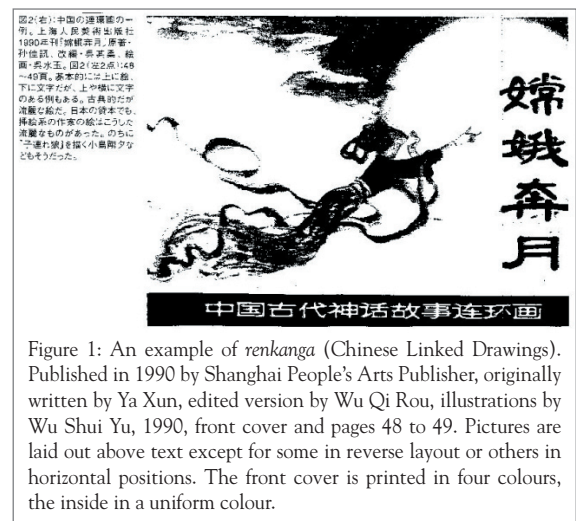 図2(右):中国の連環画の一
例。上海人民美術出版社
1990年刊『嫦娥奔月』原著・
改編・呉其柔、絵
画・呉水玉。図2(左2点):48
〜49頁。基本的には上に絵、
下に文字だが、上や横に文字
のある例もある。古典的だが
流麗な絵だ。日本の貸本でも、
挿絵系の作家の絵はこうした
流麗なものがあった。のちに
『子連れ狼』を描く小島剛夕な
どもそうだった。
嫦娥奔月
中国古代神话故事连环画
Figure 1: An example of renkanga (Chinese Linked Drawings).
Published in 1990 by Shanghai People's Arts Publisher, originally
written by Ya Xun, edited version by Wu Qi Rou, illustrations by
Wu Shui Yu, 1990, front cover and pages 48 to 49. Pictures are
laid out above text except for some in reverse layout or others in
horizontal positions. The front cover is printed in four colours,
the inside in a uniform colour.